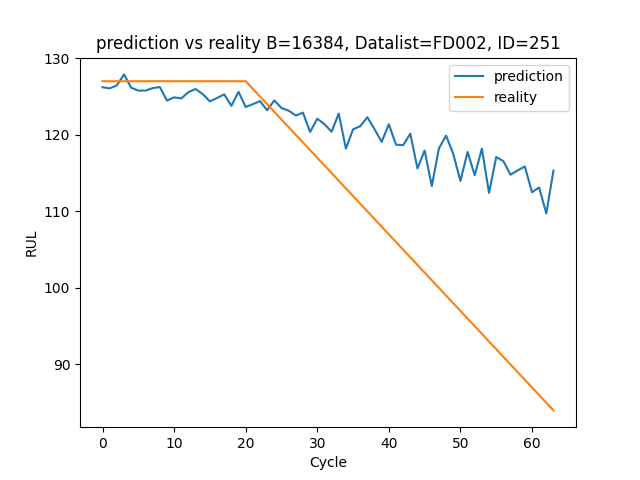 prediction vs reality B=16384, Datalist=FD002, ID=251
prediction
reality
130
120
110
100
90
RUL
0 10 20 30 40 50 60
Cycle